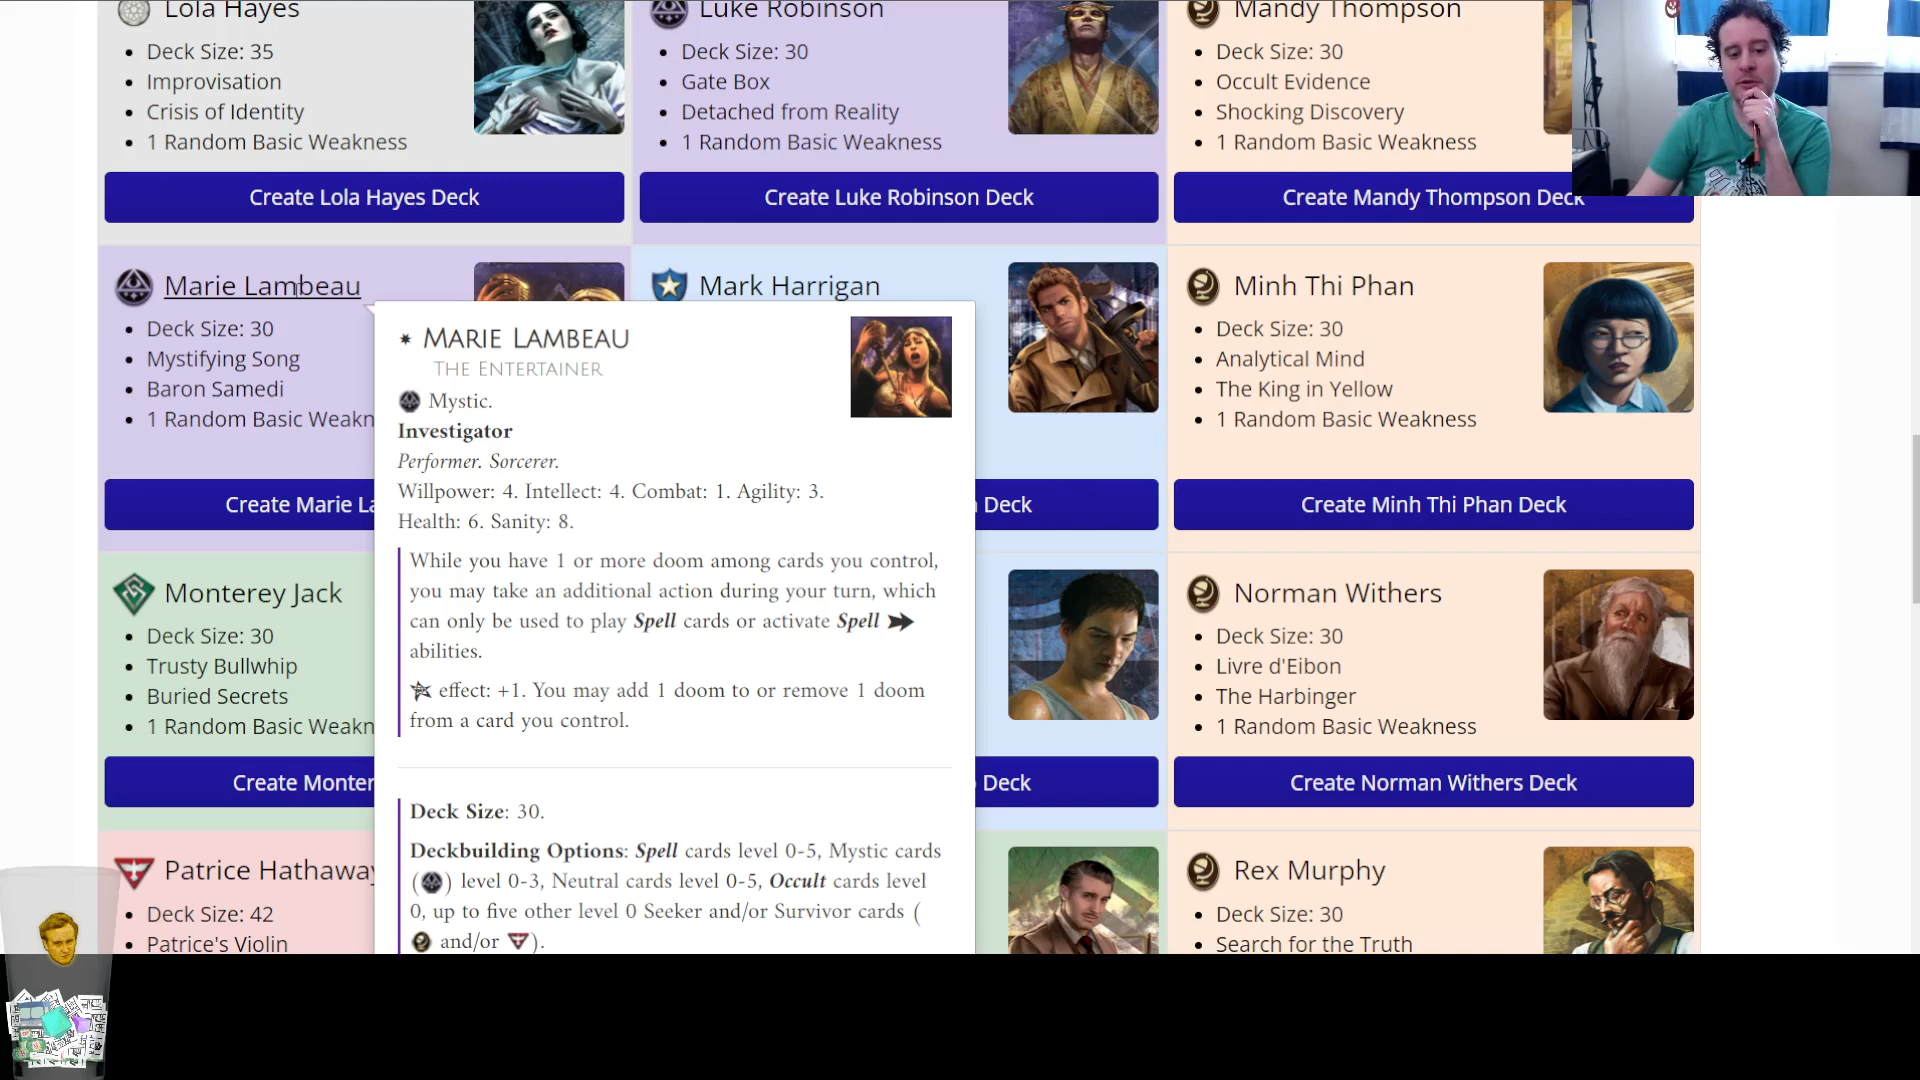 Lola Hayes
Deck Size: 35
Improvisation
Crisis of Identity
1 Random Basic Weakness
Create Lola Hayes Deck
Luke Robinson
Deck Size: 30
Gate Box
Detached from Reality
1 Random Basic Weakness
Create Luke Robinson Deck
Mandy Thompson
Deck Size: 30
Occult Evidence
Shocking Discovery
1 Random Basic Weakness
Create Mandy Thompson Deck
Marie Lambeau
Deck Size: 30
Mystifying Song
Baron Samedi
1 Random Basic Weakn
Create Marie La
Mark Harrigan
Deck
Minh Thi Phan
Deck Size: 30
Analytical Mind
The King in Yellow
1 Random Basic Weakness
Create Minh Thi Phan Deck
MARIE LAMBEAU
THE ENTERTAINER
Mystic.
Investigator
Performer. Sorcerer.
Willpower: 4. Intellect: 4. Combat: 1. Agility: 3.
Health: 6. Sanity: 8.
While you have 1 or more doom among cards you control,
you may take an additional action during your turn, which
can only be used to play Spell cards or activate Spell
abilities.
effect: +1. You may add 1 doom to or remove 1 doom
from a card you control.
Deck Size: 30.
Deckbuilding Options: Spell cards level 0-5, Mystic cards
( ) level 0-3, Neutral cards level 0-5, Occult cards level
0, up to five other level 0 Seeker and/or Survivor cards (
and/or ).
Monterey Jack
Deck Size: 30
Trusty Bullwhip
Buried Secrets
1 Random Basic Weakn
Create Monter
Deck
Norman Withers
Deck Size: 30
Livre d'Eibon
The Harbinger
1 Random Basic Weakness
Create Norman Withers Deck
Patrice Hathaway
Deck Size: 42
Patrice's Violin
Rex Murphy
Deck Size: 30
Search for the Truth